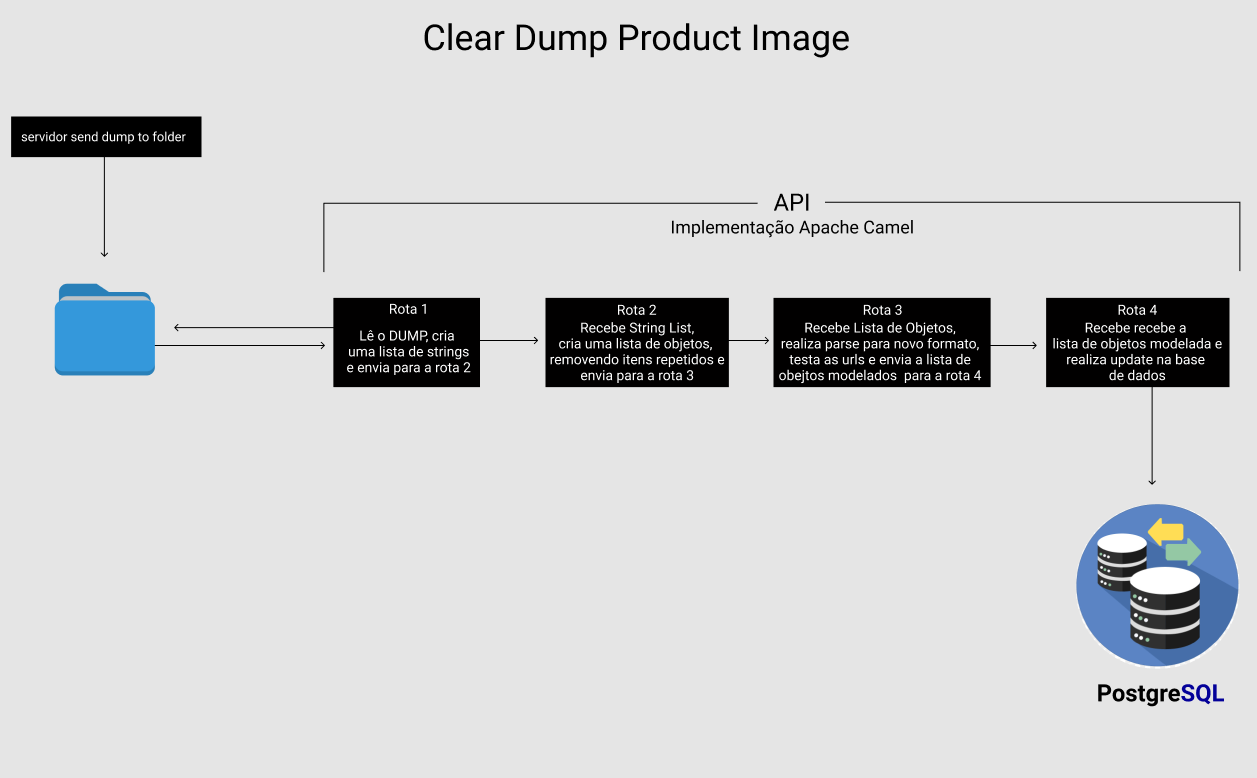 Clear Dump Product Image
servidor send dump to folder
API
Implementação Apache Camel
Rota 1
Lê o DUMP, cria
uma lista de strings
e envia para a rota 2
Rota 2
Recebe String List,
cria uma lista de objetos,
removendo itens repetidos e
envia para a rota 3
Rota 3
Recebe Lista de Objetos,
realiza parse para novo formato,
testa as urls e envia a lista de
obejtos modelados para a rota 4
Rota 4
Recebe recebe a
lista de objetos modelada e
realiza update na base
de dados
PostgreSQL